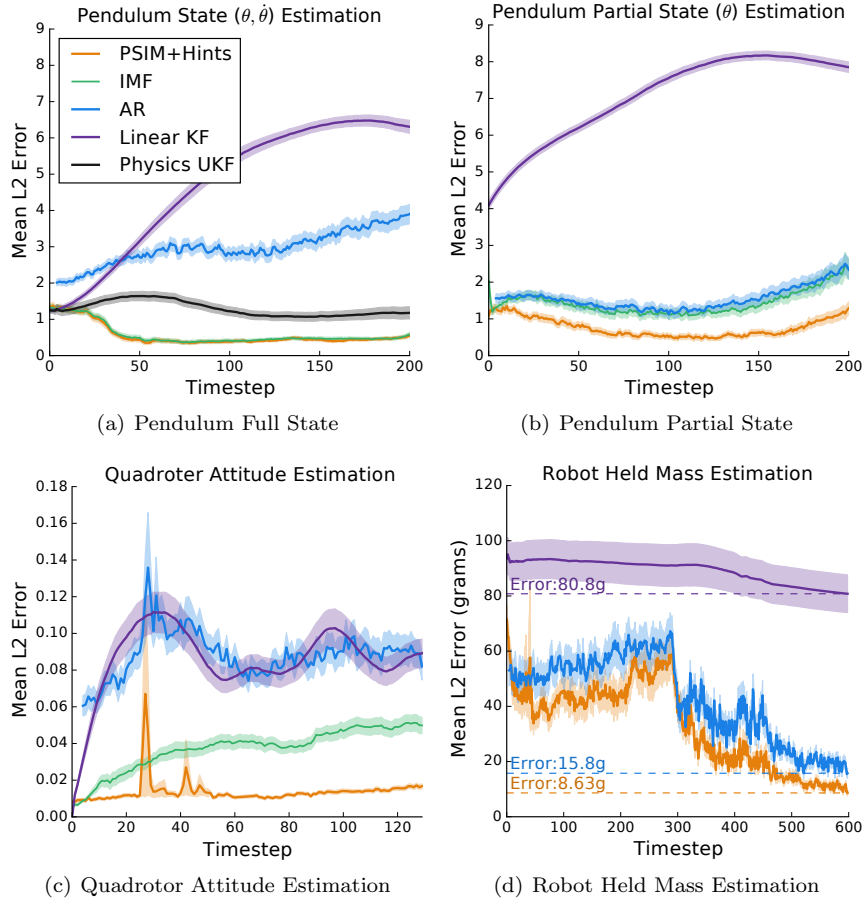 Pendulum State (θ, θ̇) Estimation
Mean L2 Error
9
8
7
6
5
4
3
2
1
0
PSIM+Hints
IMF
AR
Linear KF
Physics UKF
0 50 100 150 200
Timestep
(a) Pendulum Full State
Pendulum Partial State (θ) Estimation
Mean L2 Error
9
8
7
6
5
4
3
2
1
0
0 50 100 150 200
Timestep
(b) Pendulum Partial State
Quadroter Attitude Estimation
Mean L2 Error
0.18
0.16
0.14
0.12
0.10
0.08
0.06
0.04
0.02
0.00
0 20 40 60 80 100 120
Timestep
(c) Quadrotor Attitude Estimation
Robot Held Mass Estimation
Mean L2 Error (grams)
120
100
80
60
40
20
0
Error:80.8g
Error:15.8g
Error:8.63g
0 100 200 300 400 500 600
Timestep
(d) Robot Held Mass Estimation